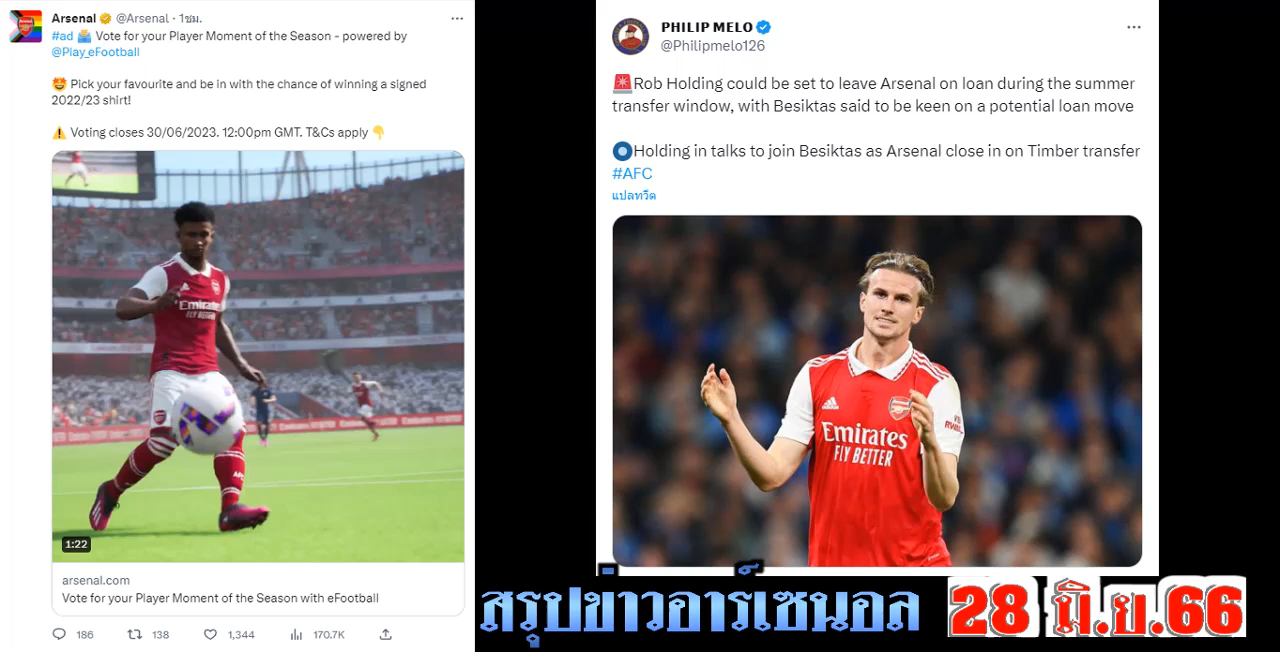 Arsenal @Arsenal · 1ชม.
#ad 🗳️ Vote for your Player Moment of the Season - powered by
@Play_eFootball
🤩 Pick your favourite and be in with the chance of winning a signed
2022/23 shirt!
⚠️ Voting closes 30/06/2023. 12:00pm GMT. T&Cs apply 👇
Emirates
FLY BETTER
1:22
arsenal.com
Vote for your Player Moment of the Season with eFootball
186 138 1,344 170.7K
PHILIP MELO
@Philipmelo126
🚨Rob Holding could be set to leave Arsenal on loan during the summer
transfer window, with Besiktas said to be keen on a potential loan move
🔵Holding in talks to join Besiktas as Arsenal close in on Timber transfer
#AFC
แปลทวีต
Emirates
FLY BETTER
สรุปข่าวอาร์เซนอล 28 มิ.ย.66